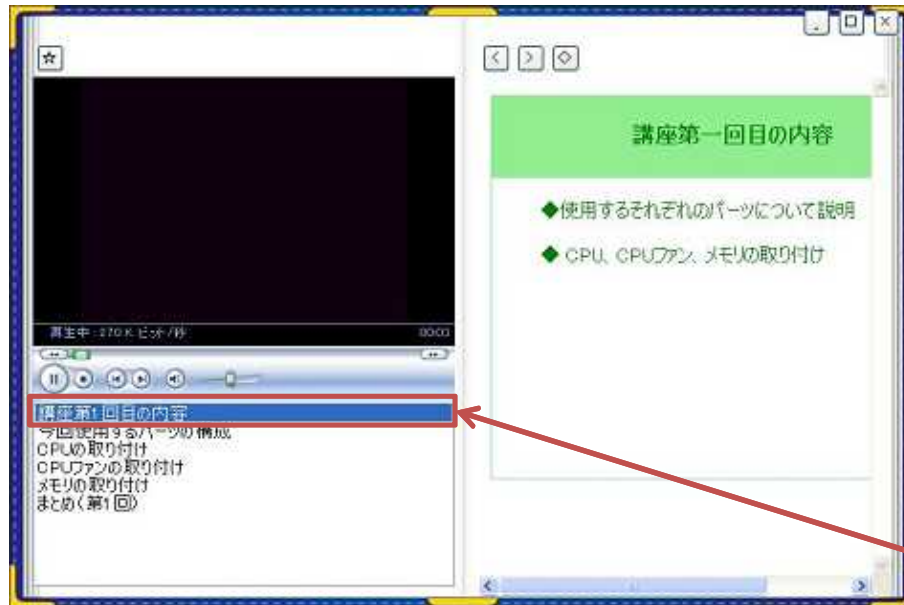 再生中:270 K ビット/秒
00:00
講座第1回目の内容
今回使用するパーツの構成
CPUの取り付け
CPUファンの取り付け
メモリの取り付け
まとめ(第1回)
講座第一回目の内容
◆使用するそれぞれのパーツについて説明
◆ CPU、CPUファン、メモリの取り付け